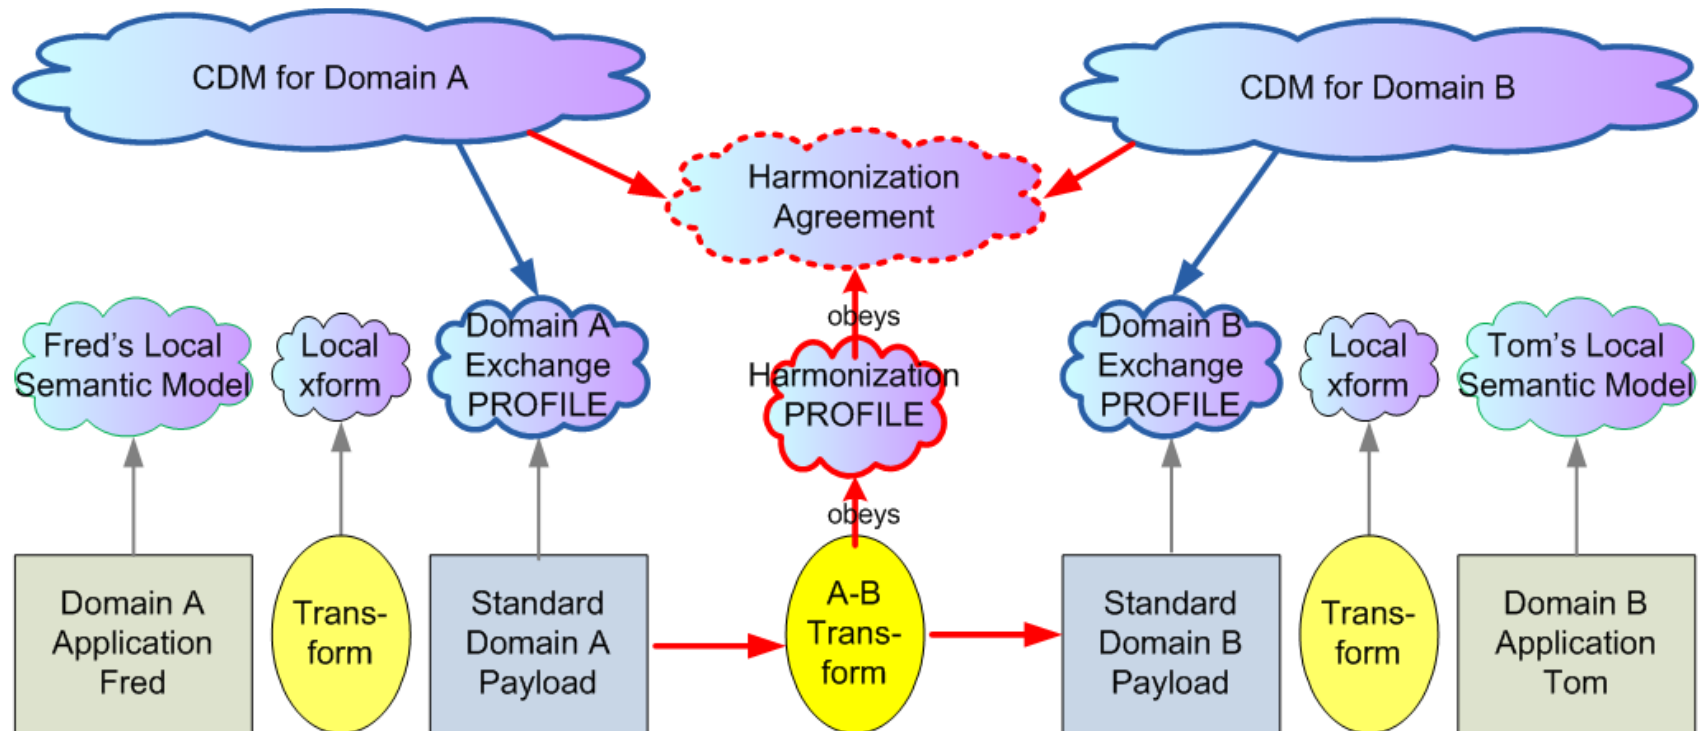 CDM for Domain A
CDM for Domain B
Harmonization
Agreement
obeys
Fred's Local
Semantic Model
Local
xform
Domain A
Exchange
PROFILE
Harmonization
PROFILE
Domain B
Exchange
PROFILE
Local
xform
Tom's Local
Semantic Model
obeys
Domain A
Application
Fred
Trans-
form
Standard
Domain A
Payload
A-B
Trans-
form
Standard
Domain B
Payload
Trans-
form
Domain B
Application
Tom